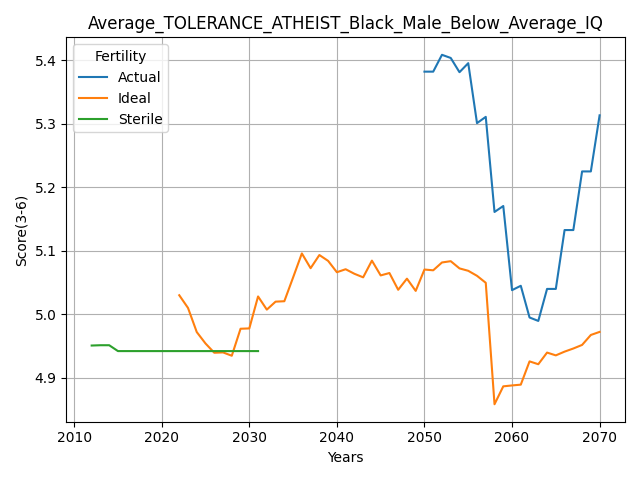 Average_TOLERANCE_ATHEIST_Black_Male_Below_Average_IQ
Fertility
Actual
Ideal
Sterile
Score(3-6)
5.4
5.3
5.2
5.1
5.0
4.9
2010 2020 2030 2040 2050 2060 2070
Years